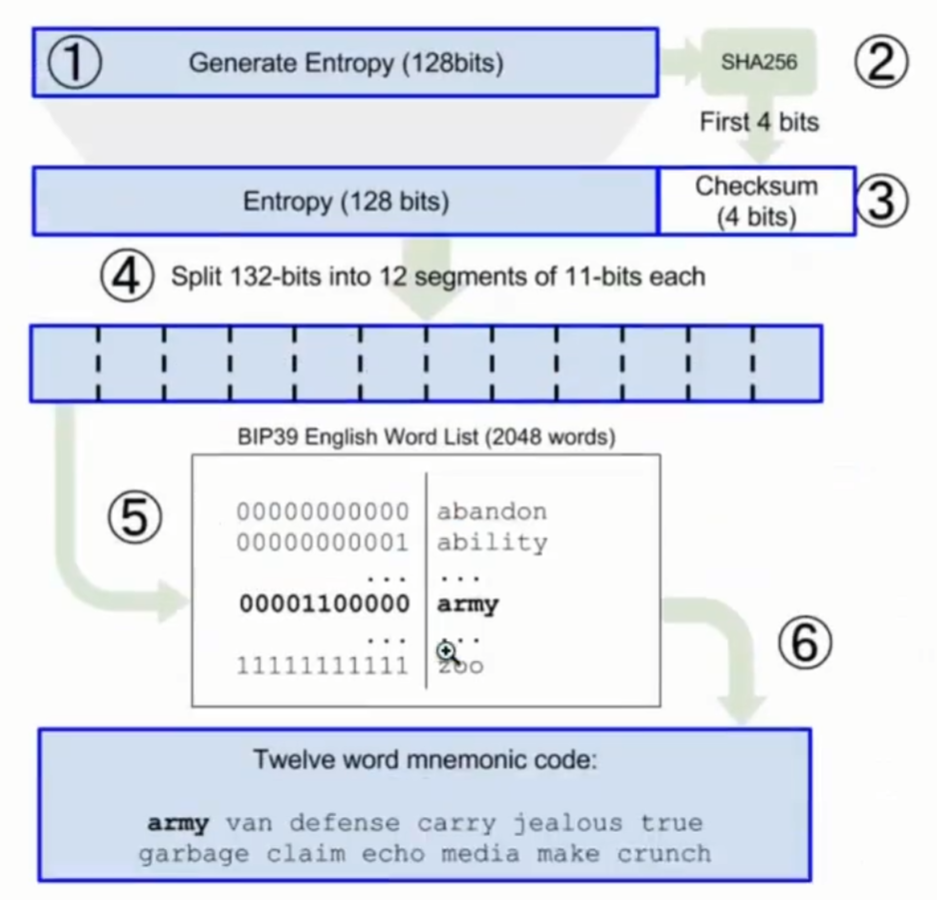 ① Generate Entropy (128bits)
SHA256 ②
First 4 bits
Entropy (128 bits)
Checksum
(4 bits)
③
④ Split 132-bits into 12 segments of 11-bits each
BIP39 English Word List (2048 words)
⑤
00000000000 abandon
00000000001 ability
... ...
00001100000 army
... ...
11111111111 zoo
⑥
Twelve word mnemonic code:
army van defense carry jealous true
garbage claim echo media make crunch